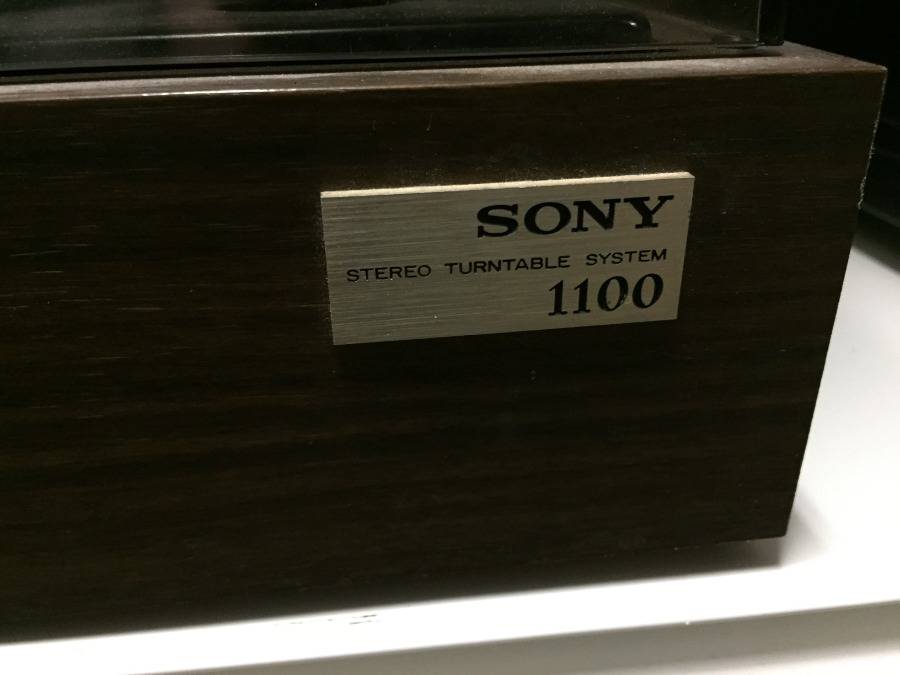 SONY
STEREO TURNTABLE SYSTEM
1100